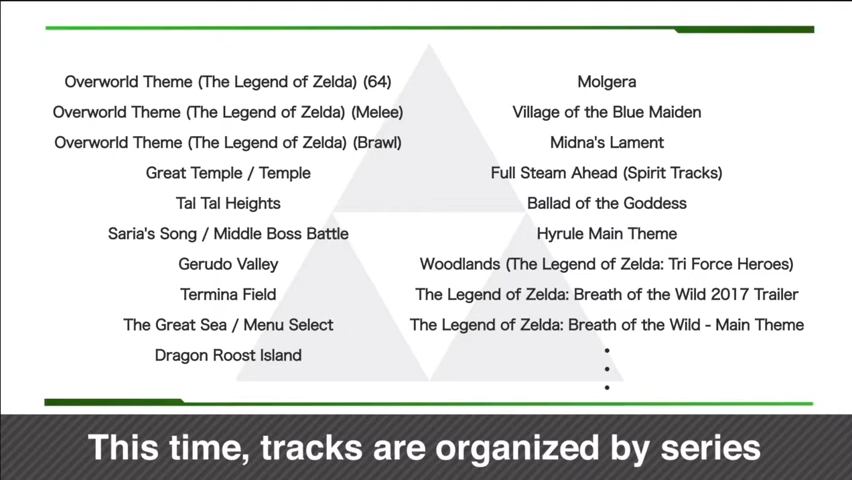 Overworld Theme (The Legend of Zelda) (64)
Overworld Theme (The Legend of Zelda) (Melee)
Overworld Theme (The Legend of Zelda) (Brawl)
Great Temple / Temple
Tal Tal Heights
Saria's Song / Middle Boss Battle
Gerudo Valley
Termina Field
The Great Sea / Menu Select
Dragon Roost Island
Molgera
Village of the Blue Maiden
Midna's Lament
Full Steam Ahead (Spirit Tracks)
Ballad of the Goddess
Hyrule Main Theme
Woodlands (The Legend of Zelda: Tri Force Heroes)
The Legend of Zelda: Breath of the Wild 2017 Trailer
The Legend of Zelda: Breath of the Wild - Main Theme
This time, tracks are organized by series